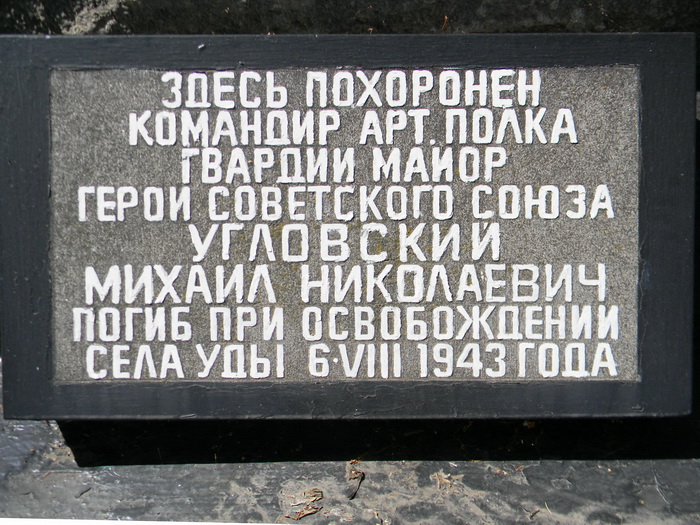 ЗДЕСЬ ПОХОРОНЕН
КОМАНДИР АРТ. ПОЛКА
ГВАРДИИ МАЙОР
ГЕРОЙ СОВЕТСКОГО СОЮЗА
УГЛОВСКИЙ
МИХАИЛ НИКОЛАЕВИЧ
ПОГИБ ПРИ ОСВОБОЖДЕНИИ
СЕЛА УДЫ 6·VIII 1943 ГОДА